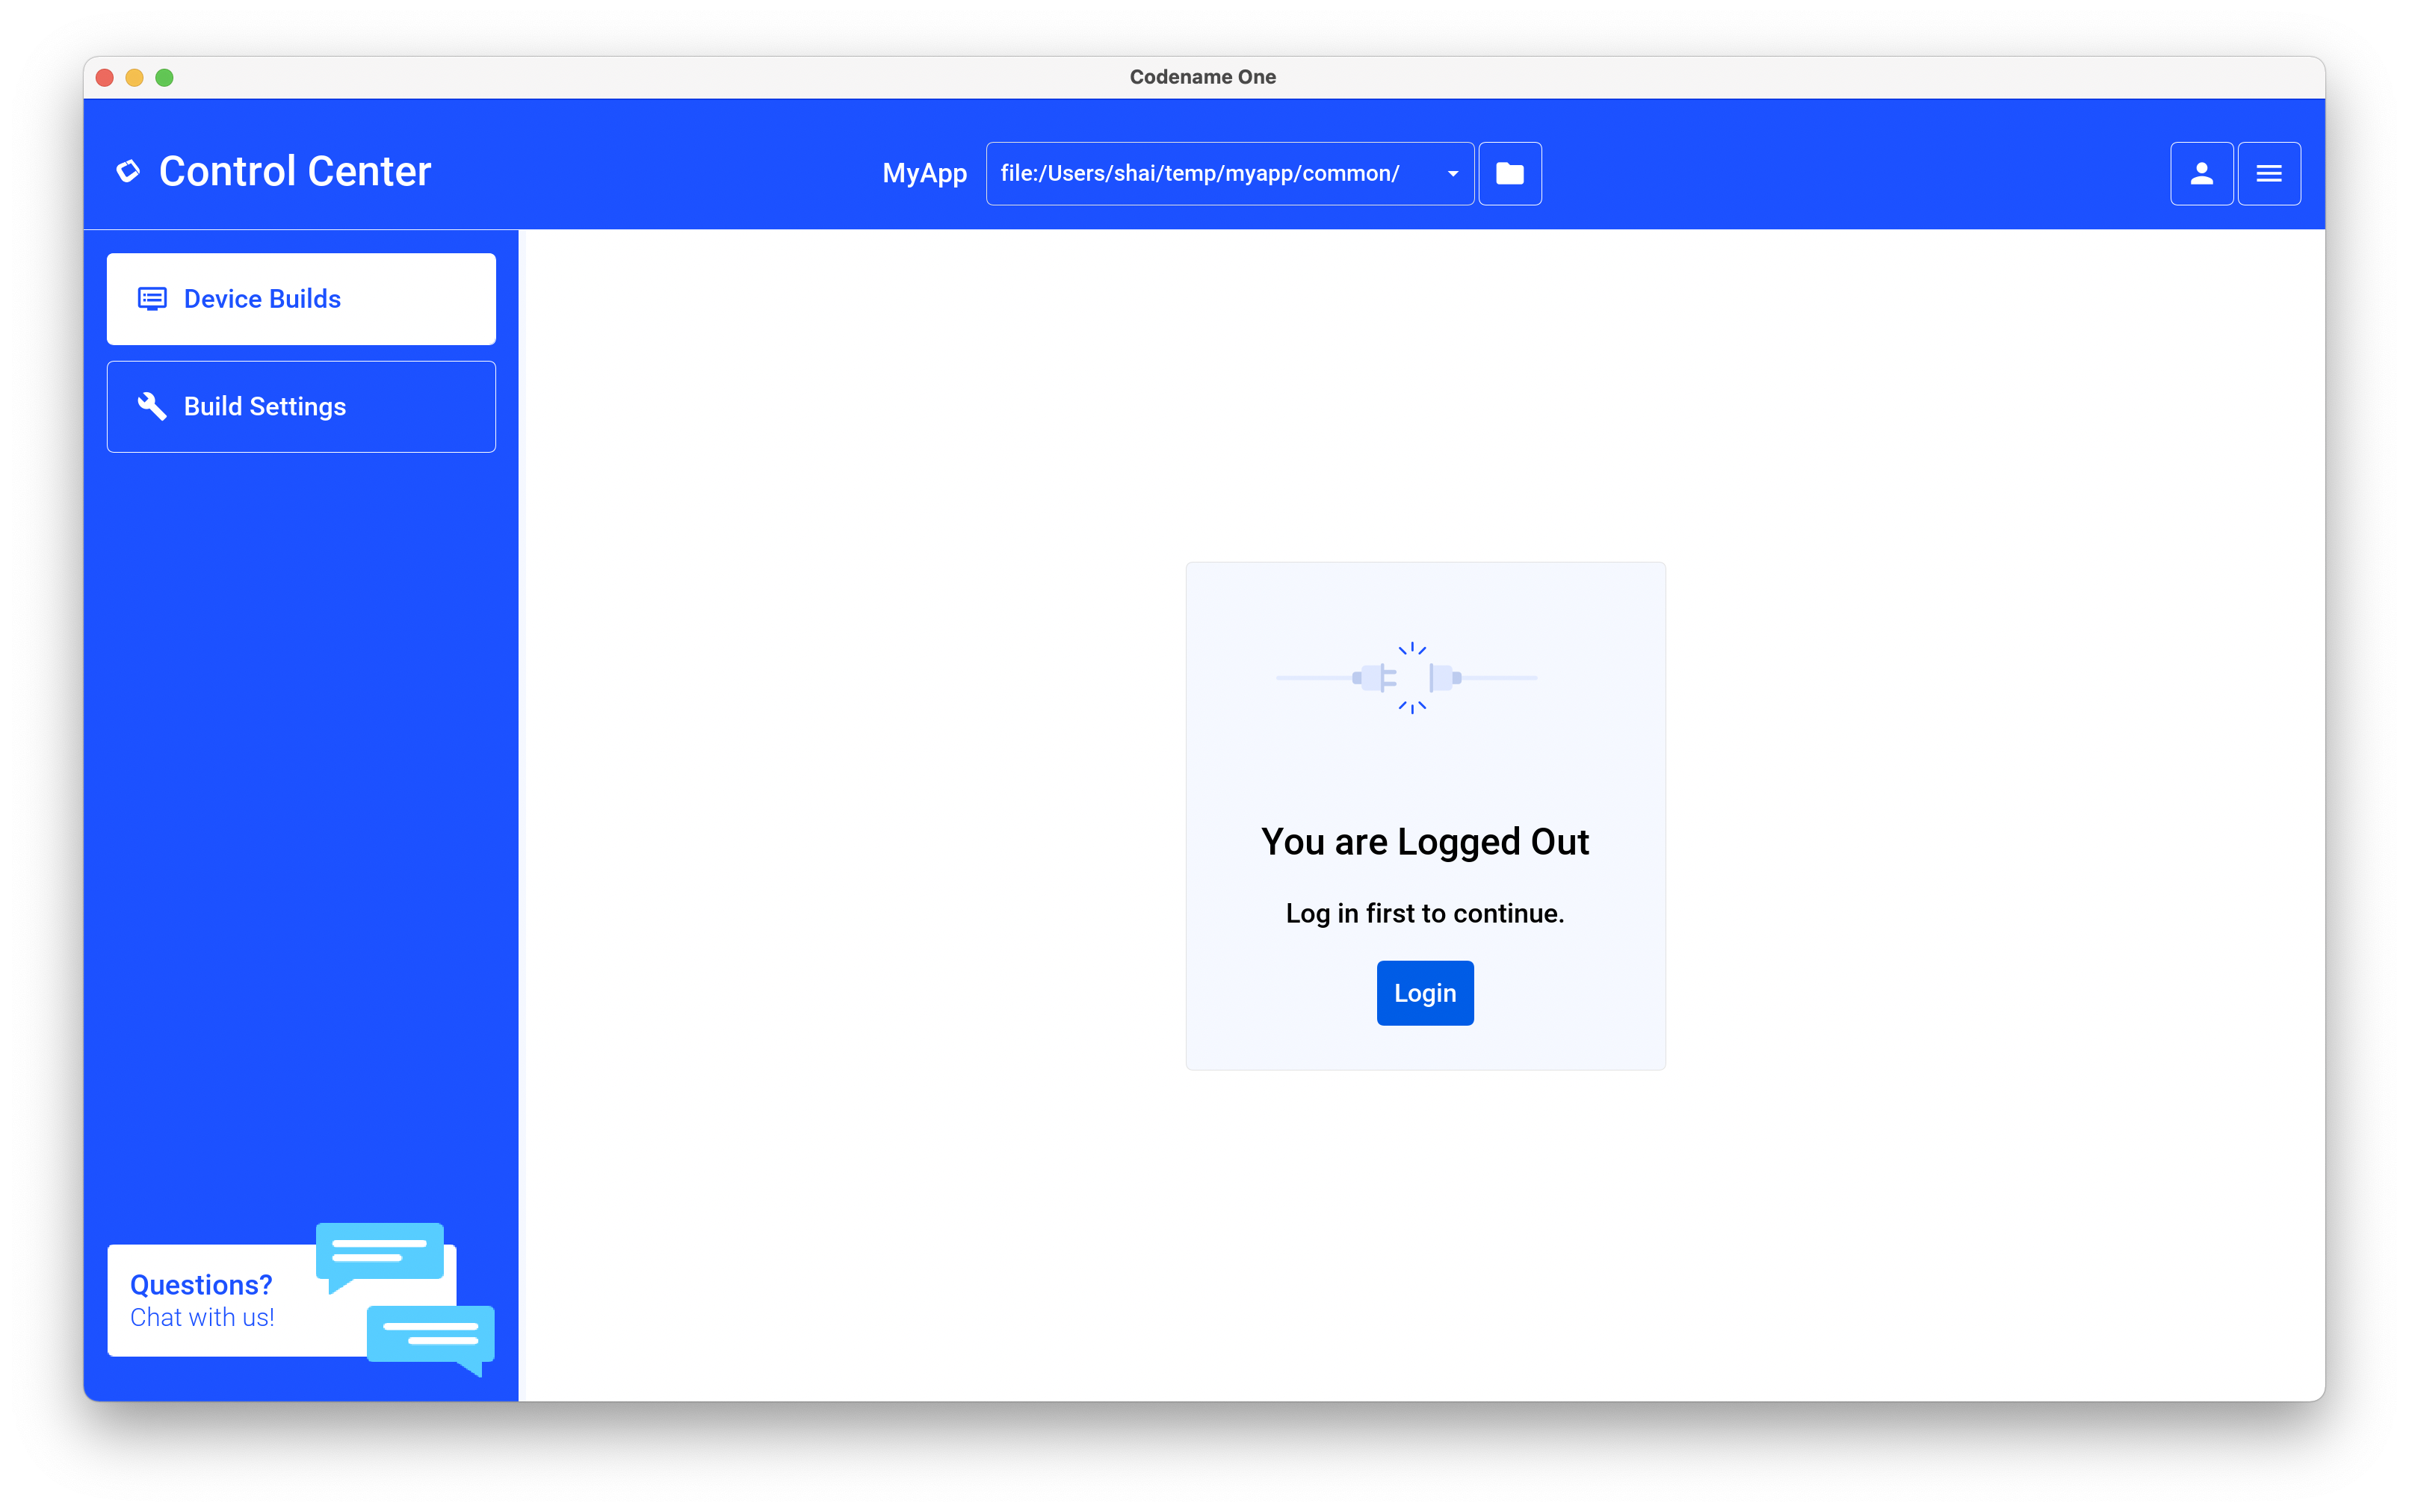 Codename One
Control Center
MyApp
file:/Users/shai/temp/myapp/common/
Device Builds
Build Settings
You are Logged Out
Log in first to continue.
Login
Questions?
Chat with us!